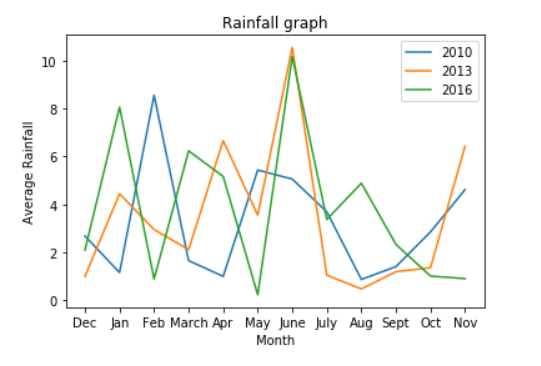 Rainfall graph
2010
2013
2016
10
8
6
4
2
0
Average Rainfall
Dec Jan Feb March Apr May June July Aug Sept Oct Nov
Month